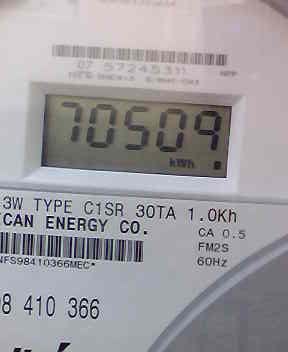 07 57245311
70509
kWh
3W TYPE C1SR 30TA 1.0Kh
CAN ENERGY CO.
CA 0.5
FM2S
NFS98410366MEC*
60Hz
98 410 366